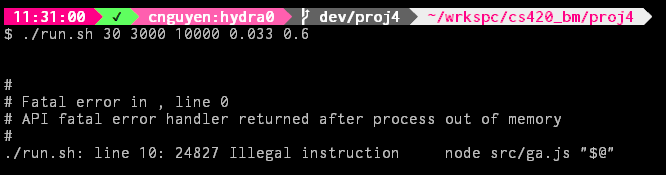 11:31:00 ✓ cnguyen:hydra0 dev/proj4 ~/wrkspc/cs420_bm/proj4
$ ./run.sh 30 3000 10000 0.033 0.6
#
# Fatal error in , line 0
# API fatal error handler returned after process out of memory
#
./run.sh: line 10: 24827 Illegal instruction     node src/ga.js "$@"